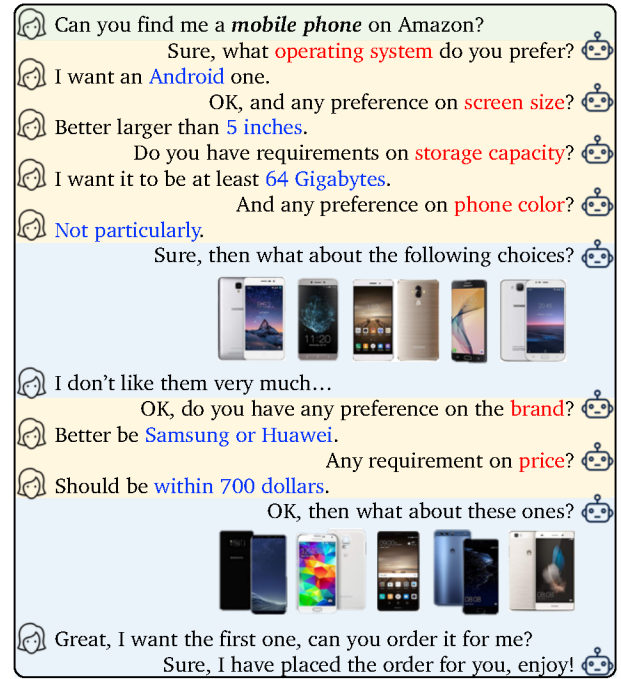 Can you find me a mobile phone on Amazon?
Sure, what operating system do you prefer?
I want an Android one.
OK, and any preference on screen size?
Better larger than 5 inches.
Do you have requirements on storage capacity?
I want it to be at least 64 Gigabytes.
And any preference on phone color?
Not particularly.
Sure, then what about the following choices?
I don't like them very much…
OK, do you have any preference on the brand?
Better be Samsung or Huawei.
Any requirement on price?
Should be within 700 dollars.
OK, then what about these ones?
Great, I want the first one, can you order it for me?
Sure, I have placed the order for you, enjoy!